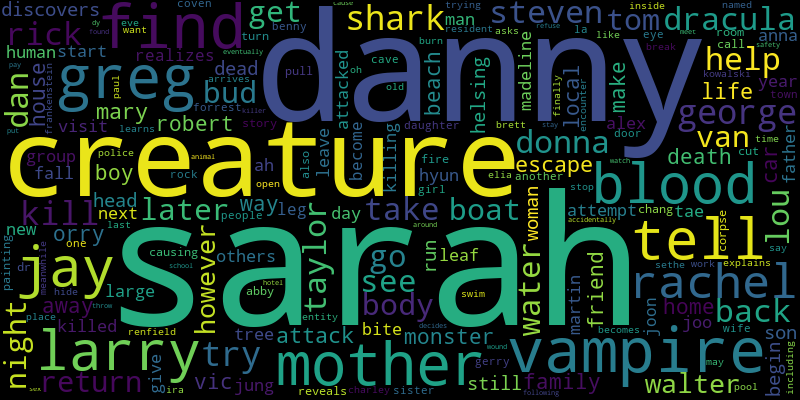 discovers
dy
eve
coven
cause
trying
benny
resident
named
inside
refuse
rick
find
danny
shark
steven
tom
dracula
get
man
human
start
turn
want
realizes
greg
dead
arrives
la
like
asks
eye
room
call
anna
meet
safety
dan
house
frankenstein
paul
bud
pull
cave
attacked
beach
helsing
madeline
finally
local
encounter
make
help
life
year
town
break
kowalski
mary
robert
forrest
story
learns
oh
old
burn
daughter
brett
stay
george
visit
alex
door
time
van
group
police
killer
also
become
killing
fire
girl
donna
death
cut
pay
put
found
eventually
fall
boy
rock
ah
leave
hyun
elia
another
escape
stop
watch
car
father
creature
animal
open
head
way
leg
day
people
next
later
take
boat
woman
attempt
chang
tae
corpse
blood
lou
kill
last
new
orry
however
others
taylor
go
see
run
leaf
water
friend
around
accidentally
tell
say
explains
sethe
work
painting
one
dr
hide
meanwhile
jay
sarah
causing
school
hotel
abby
entity
body
swim
martin
rachel
home
joo
joon
back
large
away
place
killed
throw
tree
attack
bite
monster
decides
wound
becomes
wife
son
begin
including
may
night
larry
renfield
give
try
mother
still
vampire
return
vic
jung
ira
reveals
charley
sister
gerry
family
following
walter
pool